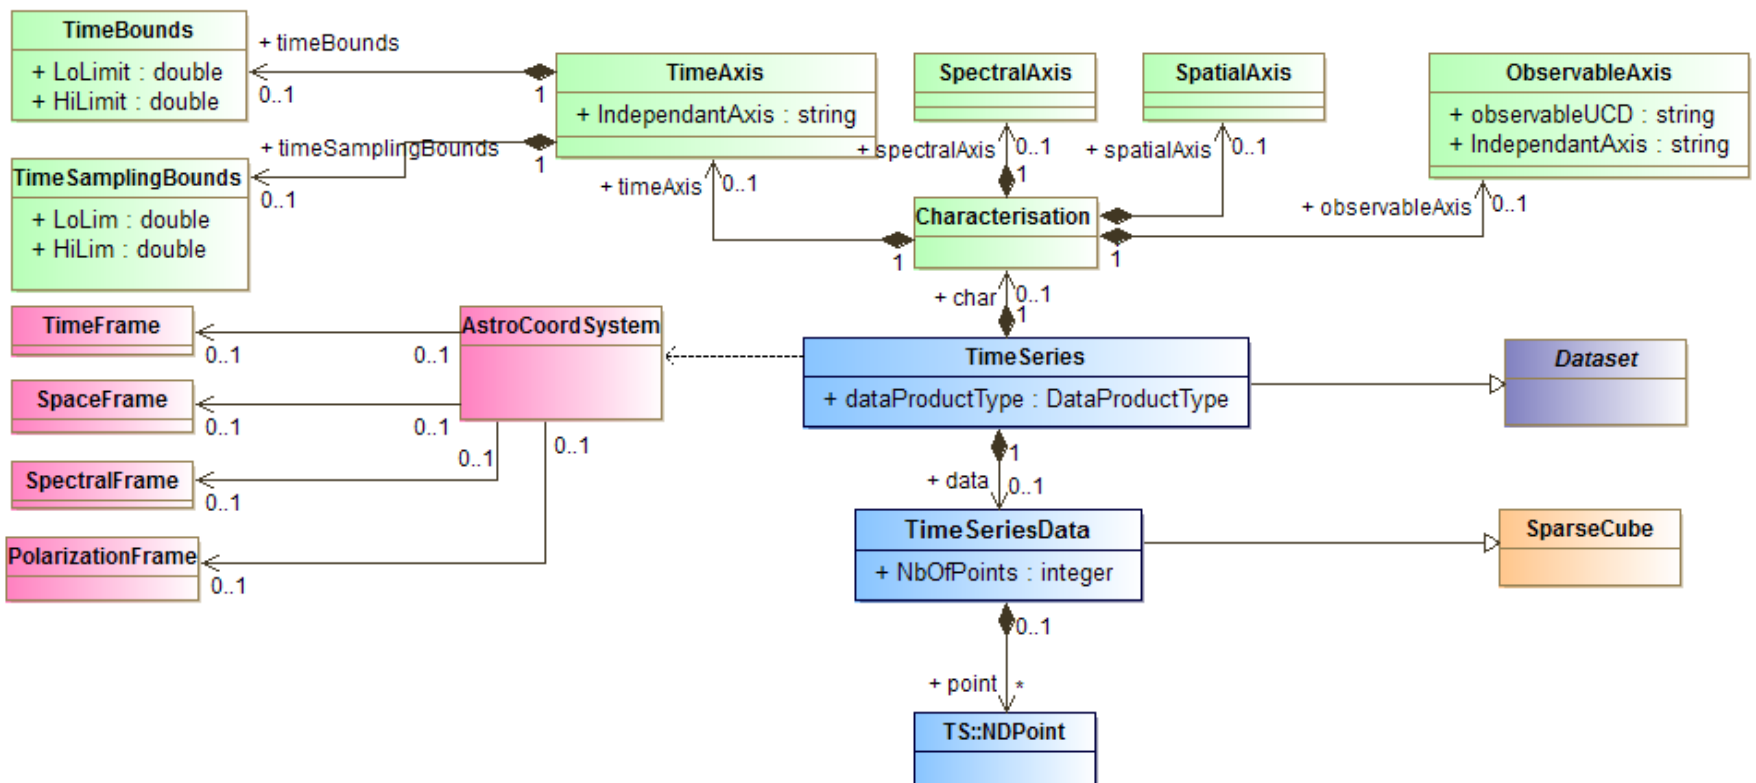 TimeBounds
+ LoLimit : double
+ HiLimit : double
+ timeBounds
0..1
1
TimeAxis
+ IndependantAxis : string
SpectralAxis
SpatialAxis
ObservableAxis
+ observableUCD : string
+ IndependantAxis : string
+ timeSamplingBounds
0..1
1
TimeSamplingBounds
+ LoLim : double
+ HiLim : double
+ timeAxis
0..1
1
+ spectralAxis
0..1
1
+ spatialAxis
0..1
+ observableAxis
0..1
1
Characterisation
+ char
0..1
1
TimeFrame
0..1
0..1
AstroCoordSystem
SpaceFrame
0..1
0..1
SpectralFrame
0..1
0..1
PolarizationFrame
0..1
0..1
TimeSeries
+ dataProductType : DataProductType
Dataset
1
+ data
0..1
TimeSeriesData
+ NbOfPoints : integer
SparseCube
0..1
+ point
*
TS::NDPoint